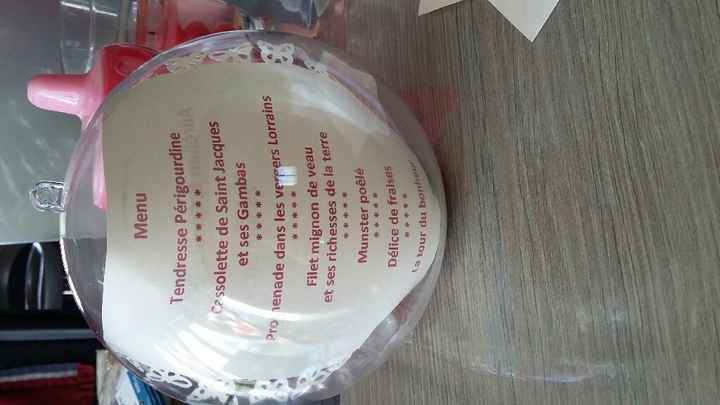 Menu
Tendresse Périgourdine
*****
Cassolette de Saint Jacques
et ses Gambas
*****
Promenade dans les vergers Lorrains
*****
Filet mignon de veau
et ses richesses de la terre
*****
Munster poêlé
*****
Délice de fraises
*****
La tour du bonheur